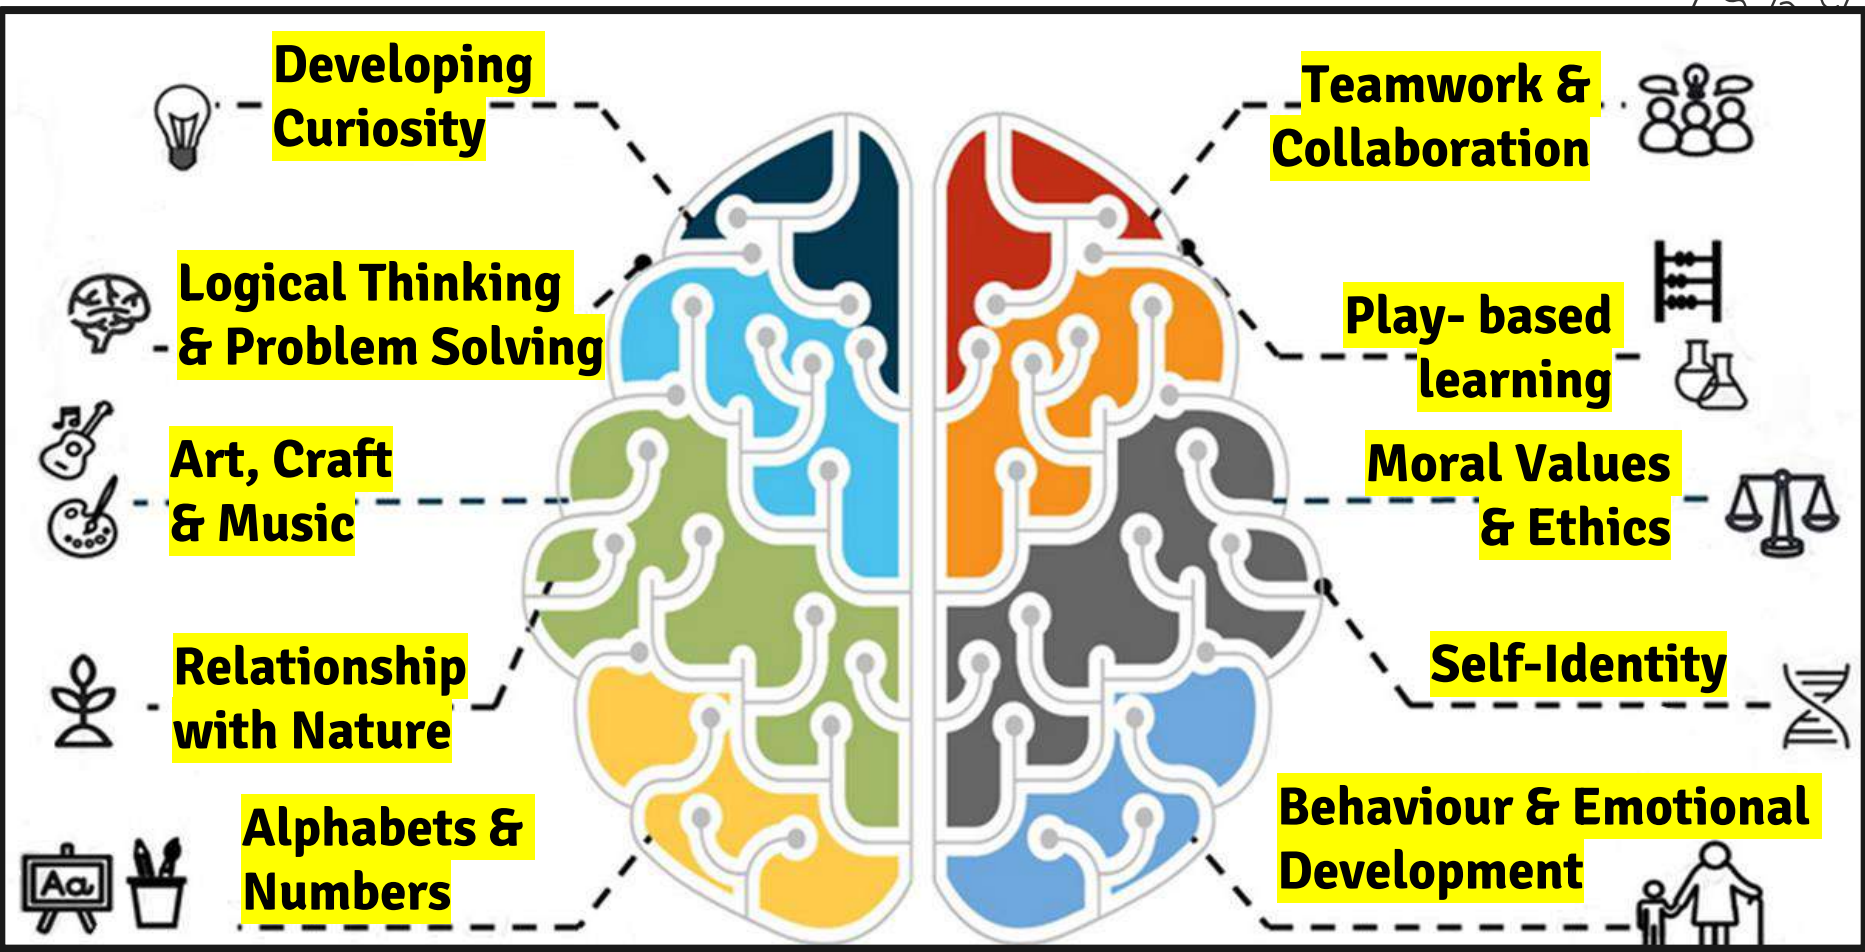 Developing
Curiosity
Logical Thinking
& Problem Solving
Art, Craft
& Music
Relationship
with Nature
Alphabets &
Numbers
Aa
Teamwork &
Collaboration
Play- based
learning
Moral Values
& Ethics
Self-Identity
Behaviour & Emotional
Development